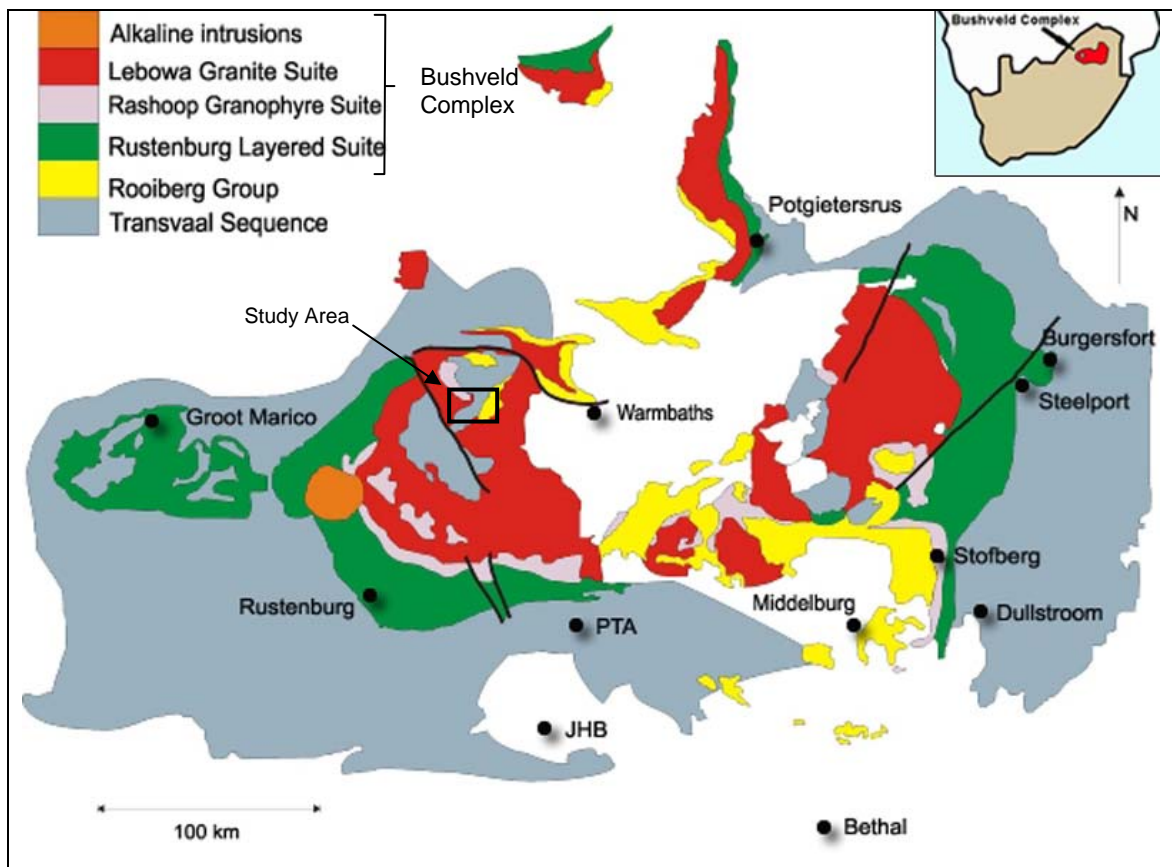 Alkaline intrusions
Lebowa Granite Suite
Rashoop Granophyre Suite
Rustenburg Layered Suite
Rooiberg Group
Transvaal Sequence
Bushveld
Complex
Bushveld Complex
N
Potgietersrus
Study Area
Burgersfort
Steelport
Groot Marico
Warmbaths
Stofberg
Rustenburg
PTA
Middelburg
Dullstroom
JHB
100 km
Bethal